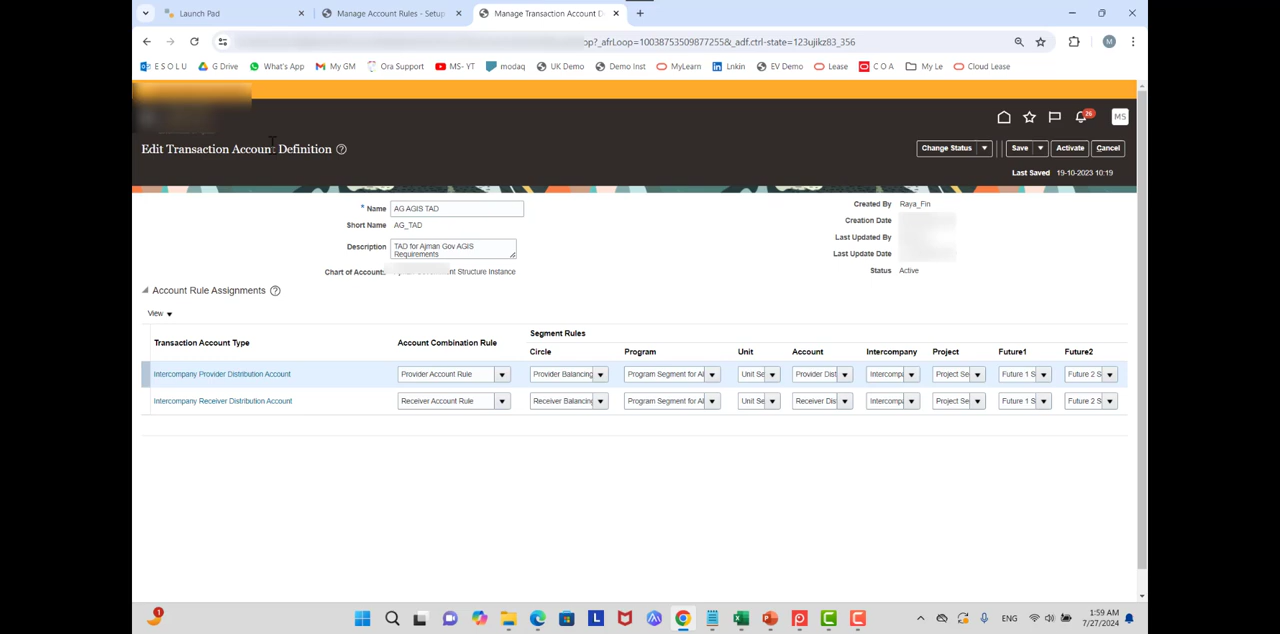 Launch Pad
Manage Account Rules - Setup
Manage Transaction Account D
op?_afrLoop=10038753509877255&_adf.ctrl-state=123ujikz83_356
E S O L U
G Drive
What's App
My GM
Ora Support
MS- YT
modaq
UK Demo
Demo Inst
MyLearn
Lnkin
EV Demo
Lease
C O A
My Le
Cloud Lease
26
MS
Edit Transaction Account Definition
Change Status
Save
Activate
Cancel
Last Saved 19-10-2023 10:19
* Name AG AGIS TAD
Short Name AG_TAD
Description TAD for Ajman Gov AGIS
Requirements
Chart of Accounts
nt Structure Instance
Created By Raya_Fin
Creation Date
Last Updated By
Last Update Date
Status Active
Account Rule Assignments
View
Transaction Account Type
Account Combination Rule
Segment Rules
Circle Program Unit Account Intercompany Project Future1 Future2
Intercompany Provider Distribution Account Provider Account Rule Provider Balancing Program Segment for Al Unit Se Provider Dist Intercompa Project Se Future 1 S Future 2 S
Intercompany Receiver Distribution Account Receiver Account Rule Receiver Balancing Program Segment for Al Unit Se Receiver Dis Intercompa Project Se Future 1 S Future 2 S
1
ENG
1:59 AM
7/27/2024